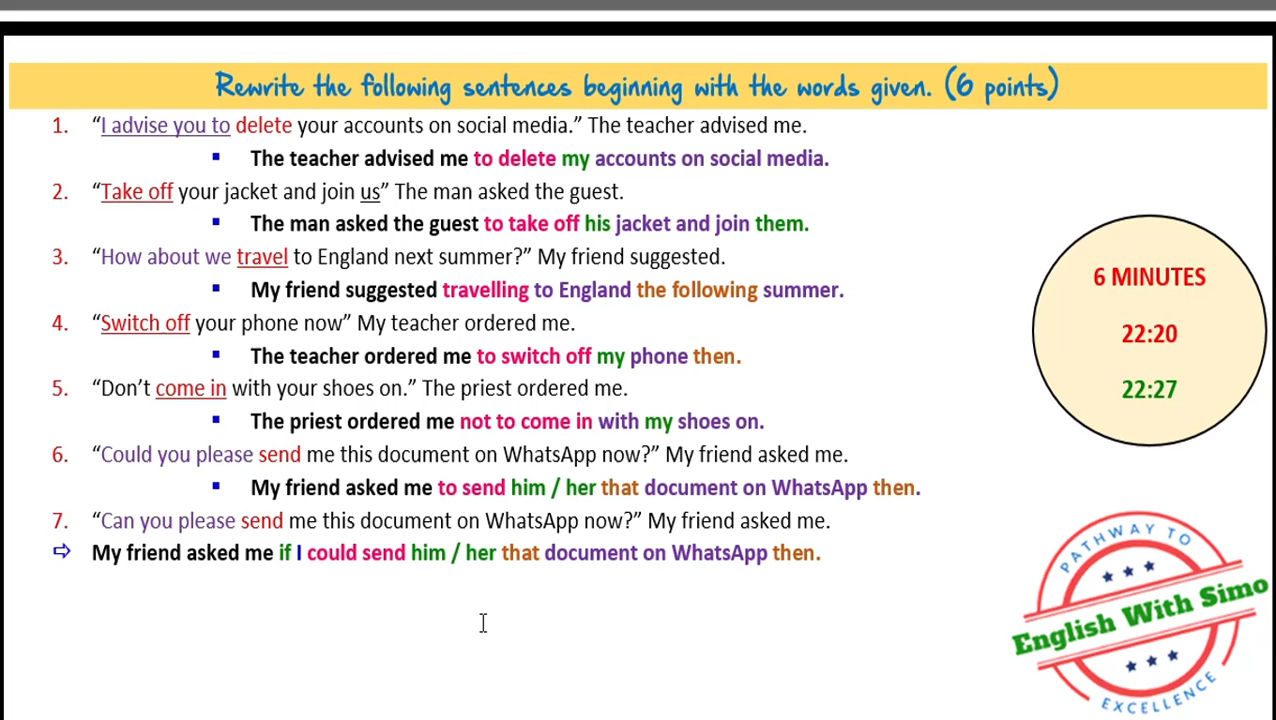 Rewrite the following sentences beginning with the words given. (6 points)
1. “I advise you to delete your accounts on social media.” The teacher advised me.
▪ The teacher advised me to delete my accounts on social media.
2. “Take off your jacket and join us” The man asked the guest.
▪ The man asked the guest to take off his jacket and join them.
3. “How about we travel to England next summer?” My friend suggested.
▪ My friend suggested travelling to England the following summer.
4. “Switch off your phone now” My teacher ordered me.
▪ The teacher ordered me to switch off my phone then.
5. “Don’t come in with your shoes on.” The priest ordered me.
▪ The priest ordered me not to come in with my shoes on.
6. “Could you please send me this document on WhatsApp now?” My friend asked me.
▪ My friend asked me to send him / her that document on WhatsApp then.
7. “Can you please send me this document on WhatsApp now?” My friend asked me.
⇨ My friend asked me if I could send him / her that document on WhatsApp then.
6 MINUTES
22:20
22:27
PATHWAY TO
English With Simo
EXCELLENCE